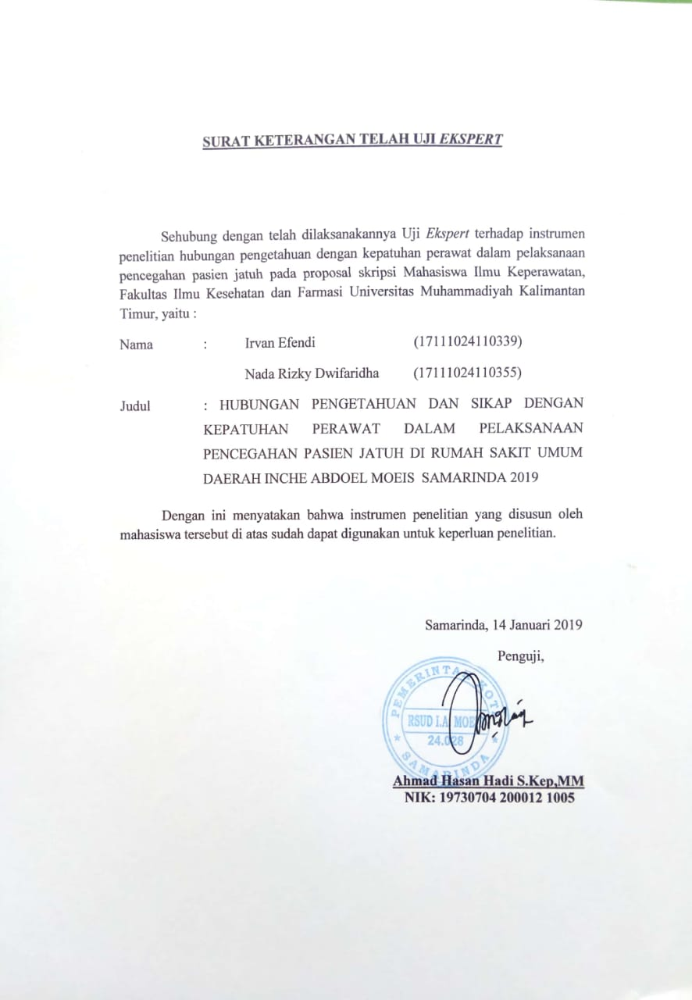 SURAT KETERANGAN TELAH UJI EKSPERT
Sehubung dengan telah dilaksanakannya Uji Ekspert terhadap instrumen
penelitian hubungan pengetahuan dengan kepatuhan perawat dalam pelaksanaan
pencegahan pasien jatuh pada proposal skripsi Mahasiswa Ilmu Keperawatan,
Fakultas Ilmu Kesehatan dan Farmasi Universitas Muhammadiyah Kalimantan
Timur, yaitu :
Nama : Irvan Efendi (17111024110339)
Nada Rizky Dwifaridha (17111024110355)
Judul : HUBUNGAN PENGETAHUAN DAN SIKAP DENGAN
KEPATUHAN PERAWAT DALAM PELAKSANAAN
PENCEGAHAN PASIEN JATUH DI RUMAH SAKIT UMUM
DAERAH INCHE ABDOEL MOEIS SAMARINDA 2019
Dengan ini menyatakan bahwa instrumen penelitian yang disusun oleh
mahasiswa tersebut di atas sudah dapat digunakan untuk keperluan penelitian.
Samarinda, 14 Januari 2019
Penguji,
PEMERINTAH KOTA
RSUD I.A MOEIS
24.028
SAMARINDA
Ahmad Hasan Hadi S.Kep,MM
NIK: 19730704 200012 1005